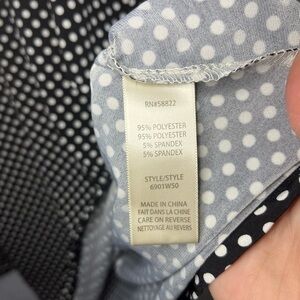 RN#58822
95% POLYESTER
95% POLYESTER
5% SPANDEX
5% SPANDEX
STYLE/STYLE
6901W50
MADE IN CHINA
FAIT DANS LA CHINE
CARE ON REVERSE
NETTOYAGE AU REVERS